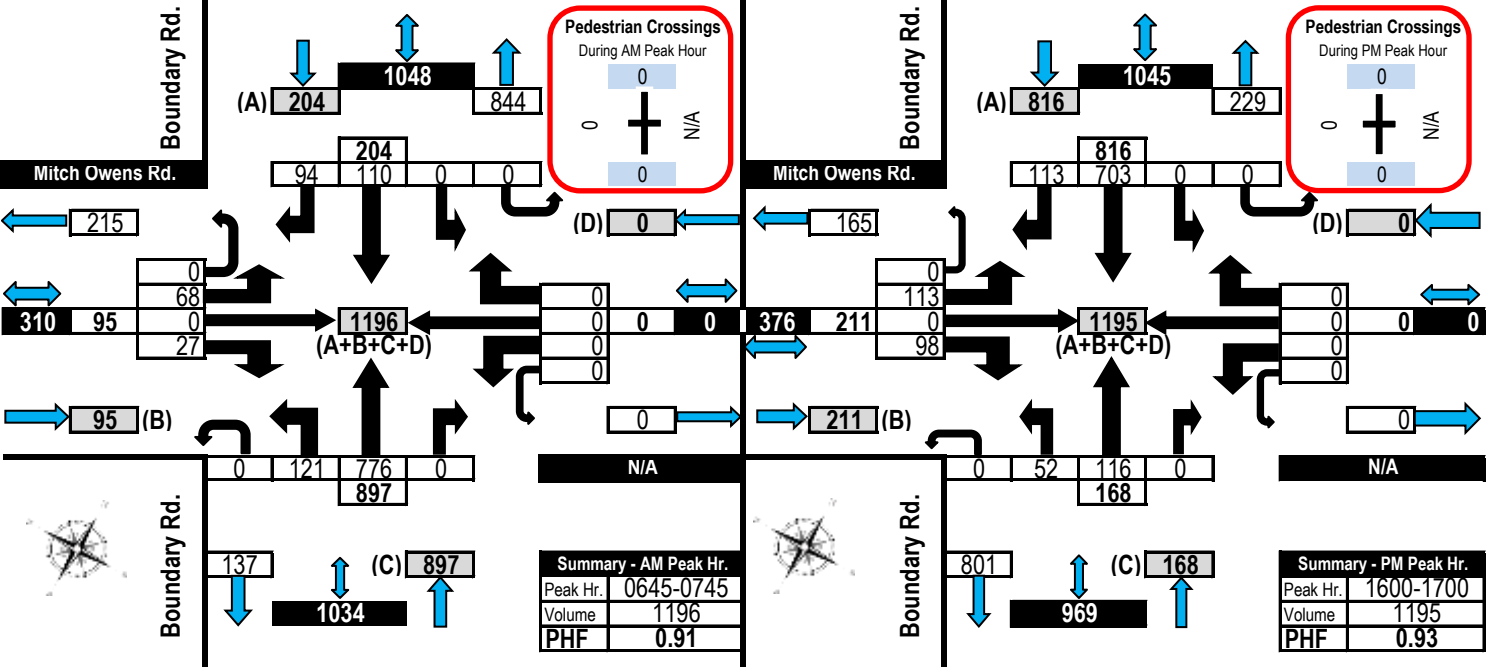 Boundary Rd.
1048
(A) 204
844
Pedestrian Crossings
During AM Peak Hour
0
0
N/A
0
204
94 110 0 0
Mitch Owens Rd.
215
(D) 0
0
68
310 95 0
27
1196
(A+B+C+D)
0
0 0 0
0
0
95 (B)
0
0 121 776 0
897
N/A
Boundary Rd.
137
(C) 897
1034
Summary - AM Peak Hr.
Peak Hr. 0645-0745
Volume 1196
PHF 0.91
Boundary Rd.
1045
(A) 816
229
Pedestrian Crossings
During PM Peak Hour
0
0
N/A
0
816
113 703 0 0
Mitch Owens Rd.
165
(D) 0
0
113
376 211 0
98
1195
(A+B+C+D)
0
0 0 0
0
0
211 (B)
0
0 52 116 0
168
N/A
Boundary Rd.
801
(C) 168
969
Summary - PM Peak Hr.
Peak Hr. 1600-1700
Volume 1195
PHF 0.93